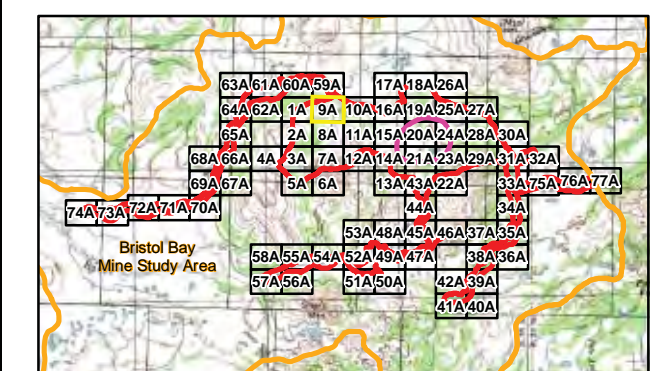 63A 61A 60A 59A 17A 18A 26A
64A 62A 1A 9A 10A 16A 19A 25A 27A
65A 2A 8A 11A 15A 20A 24A 28A 30A
68A 66A 4A 3A 7A 12A 14A 21A 23A 29A 31A 32A
69A 67A 5A 6A 13A 43A 22A 33A 75A 76A 77A
74A 73A 72A 71A 70A 44A 34A
53A 48A 45A 46A 37A 35A
Bristol Bay
Mine Study Area
58A 55A 54A 52A 49A 47A 38A 36A
57A 56A 51A 50A 42A 39A
41A 40A